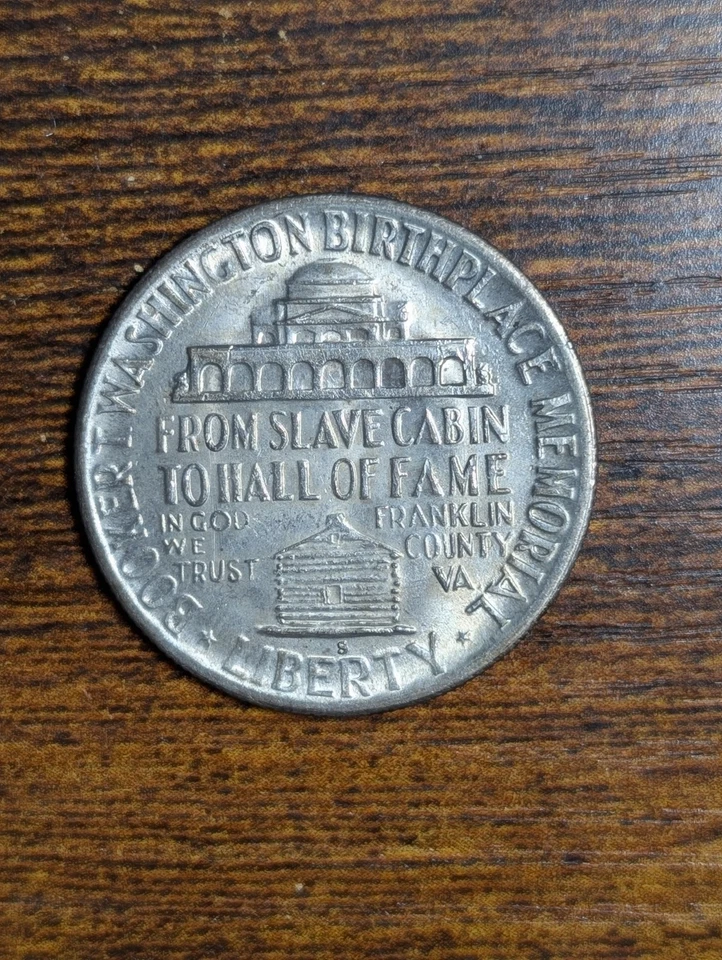 BOOKER T WASHINGTON BIRTHPLACE MEMORIAL
FROM SLAVE CABIN
TO HALL OF FAME
IN GOD
WE
TRUST
FRANKLIN
COUNTY
VA.
S
* LIBERTY *